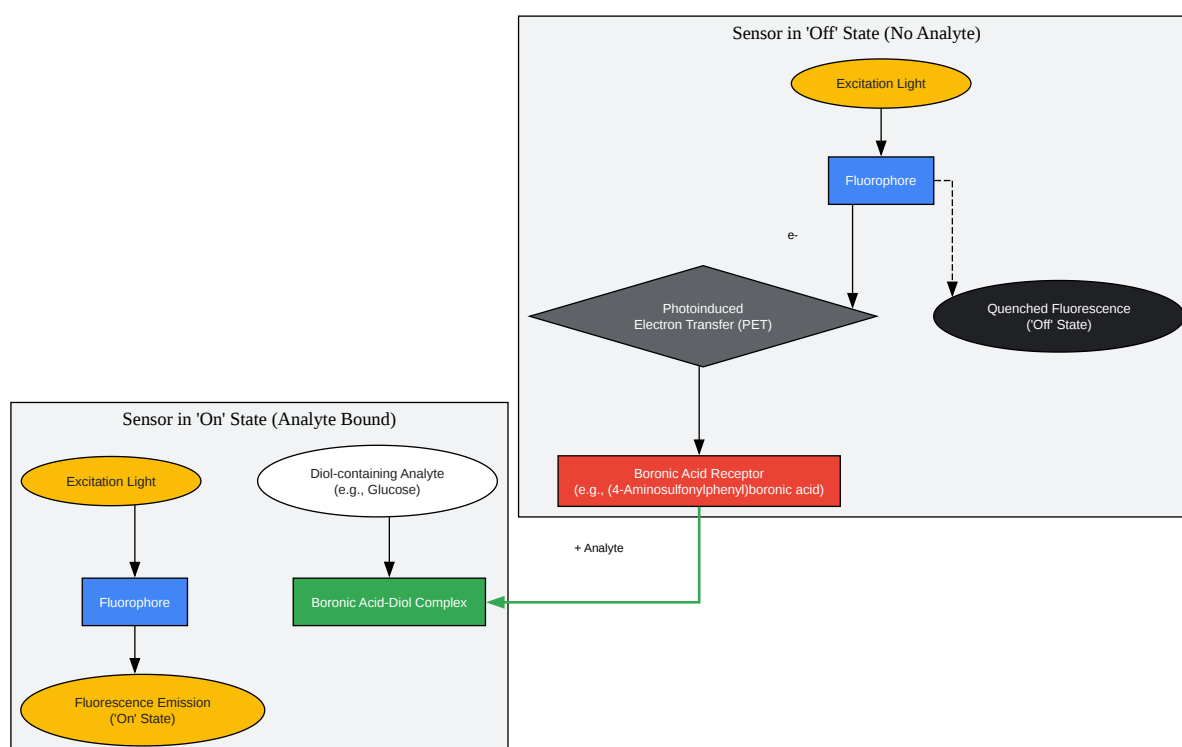 Sensor in 'Off' State (No Analyte)
Excitation Light
Fluorophore
e-
Photoinduced
Electron Transfer (PET)
Quenched Fluorescence
('Off' State)
Boronic Acid Receptor
(e.g., (4-Aminosulfonylphenyl)boronic acid)
+ Analyte
Sensor in 'On' State (Analyte Bound)
Excitation Light
Diol-containing Analyte
(e.g., Glucose)
Fluorophore
Boronic Acid-Diol Complex
Fluorescence Emission
('On' State)